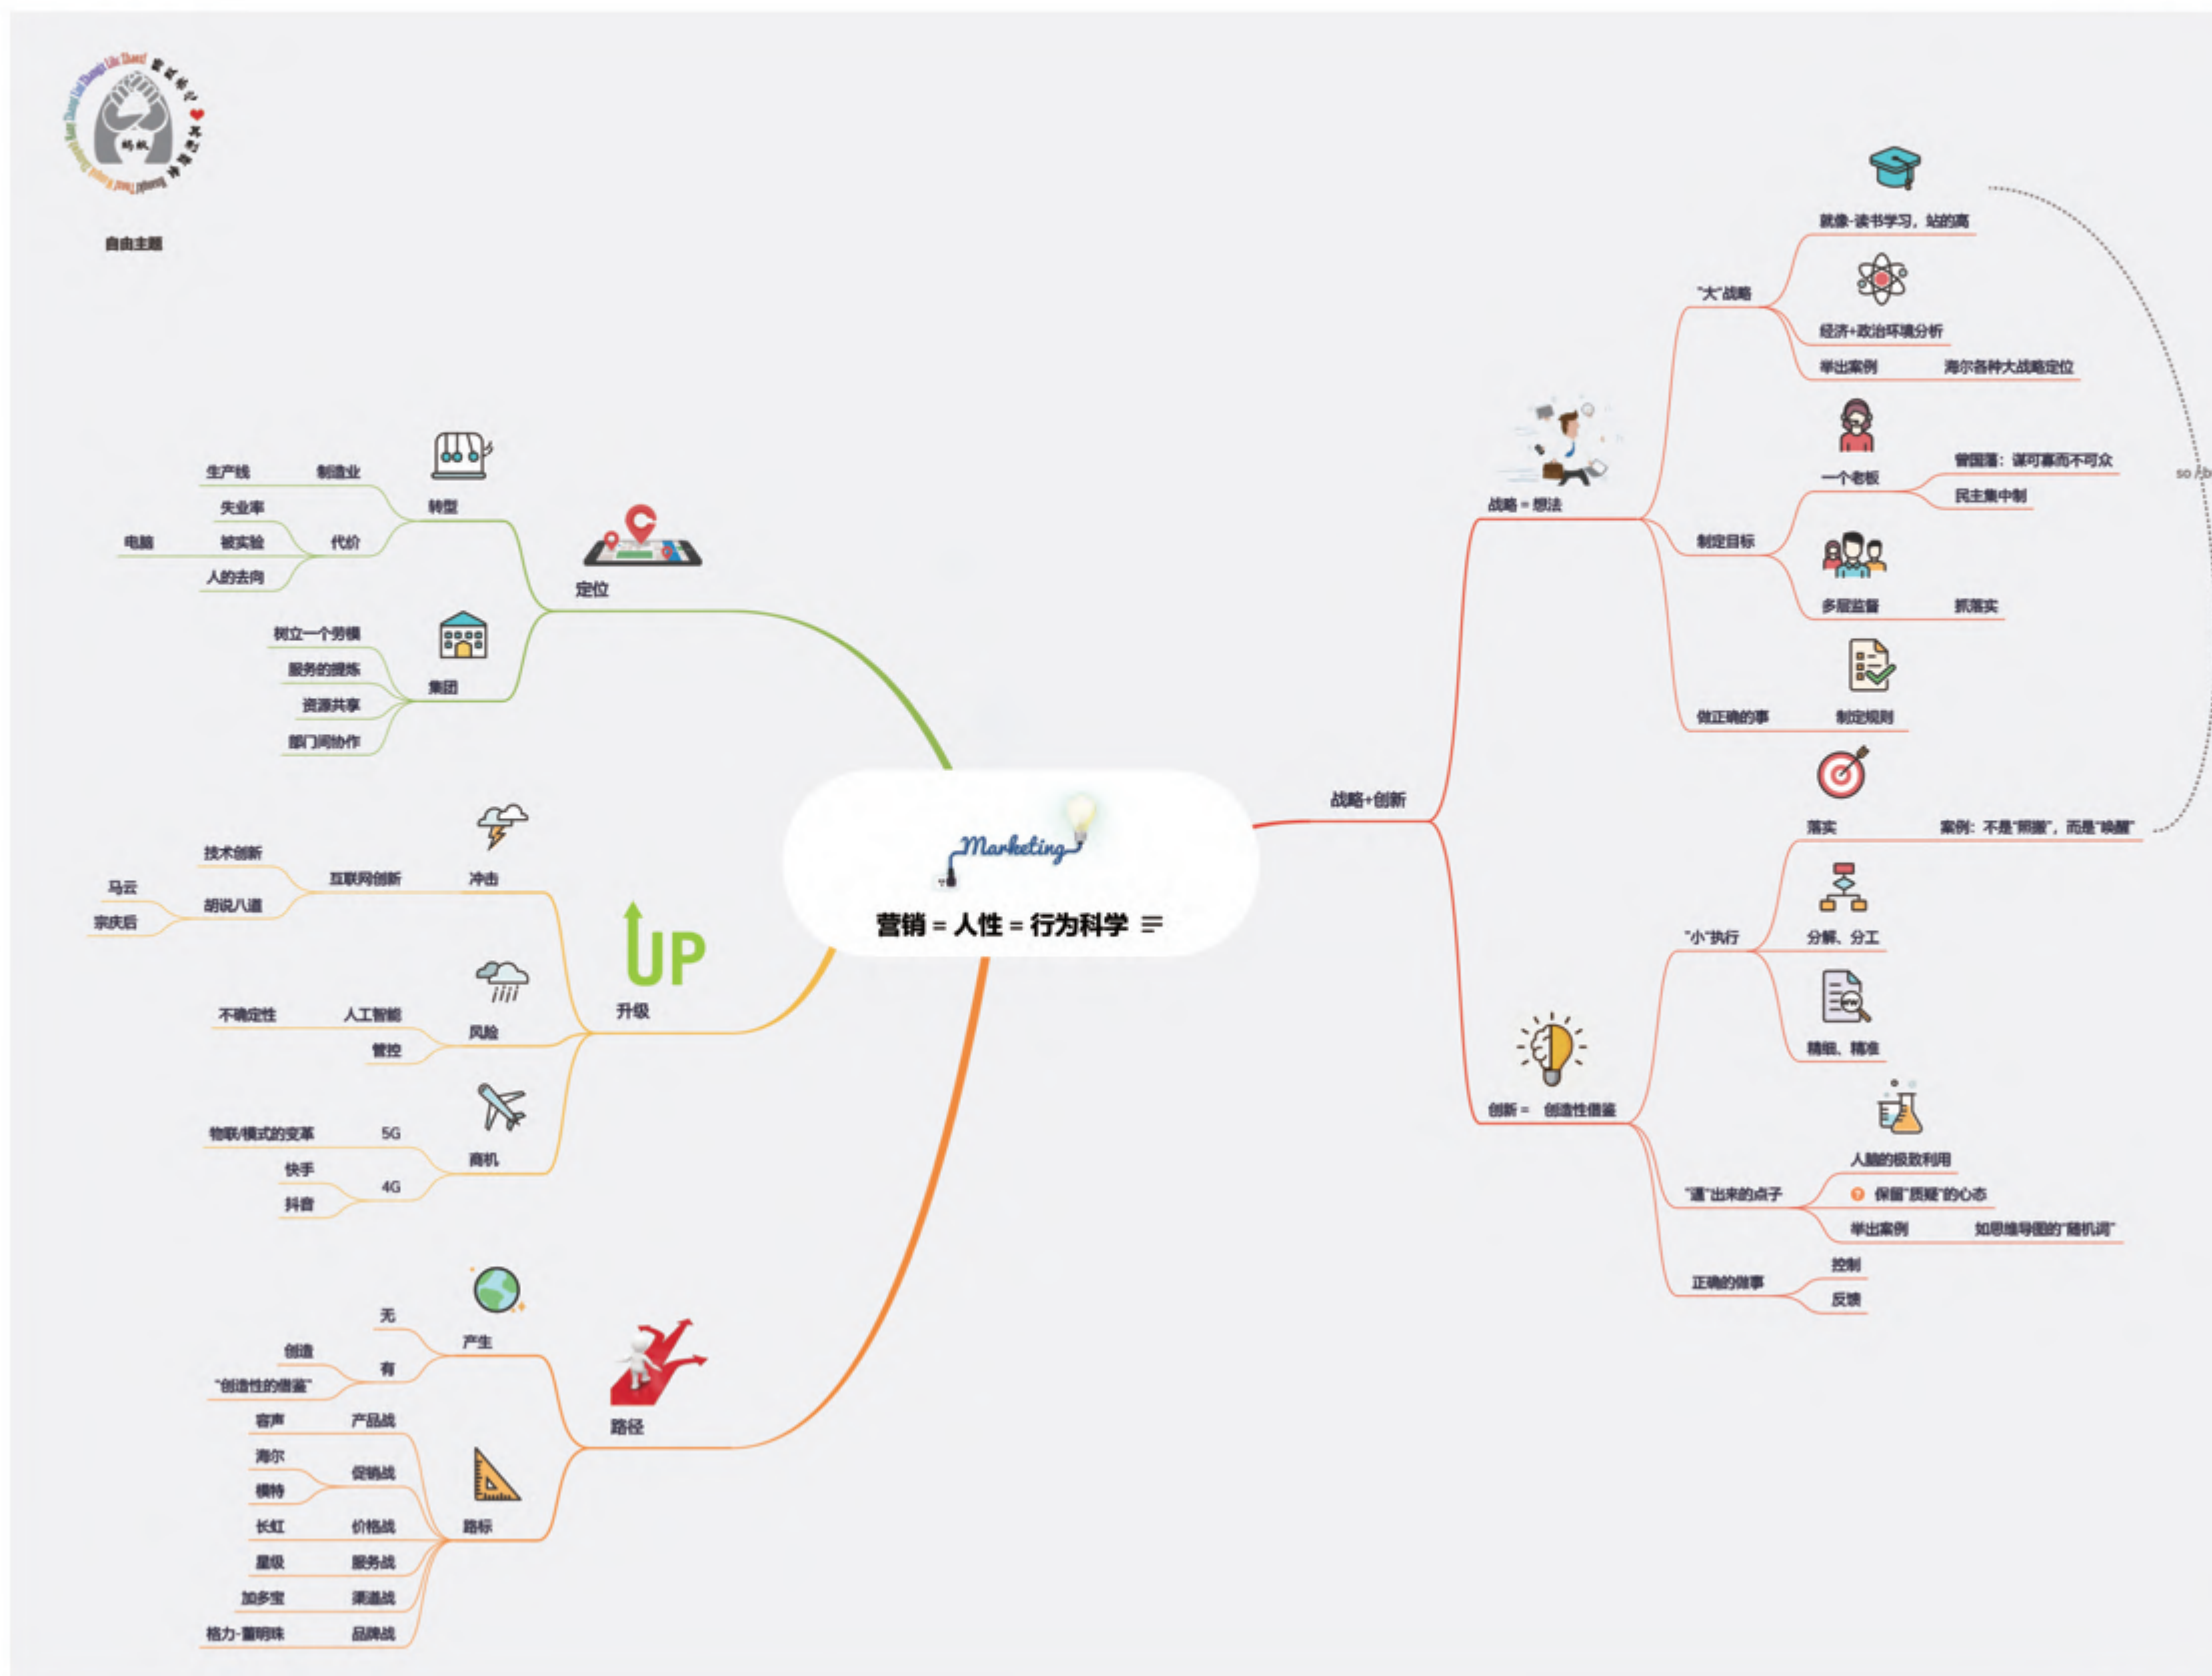 蚂蚁
自由主题
Marketing
营销 = 人性 = 行为科学
战略+创新
战略 = 想法
"大"战略
就像-读书学习，站的高
经济+政治环境分析
举出案例
海尔各种大战略定位
制定目标
一个老板
曾国藩：谋可寡而不可众
民主集中制
多层监督
抓落实
做正确的事
制定规则
创新 = 创造性借鉴
"小"执行
落实
案例：不是"照搬"，而是"唤醒"
分解、分工
精细、精准
"逼"出来的点子
人脑的极致利用
保留"质疑"的心态
举出案例
如思维导图的"随机词"
正确的做事
控制
反馈
so /
定位
转型
制造业
生产线
代价
失业率
被实验
电脑
人的去向
集团
树立一个劳模
服务的提炼
资源共享
部门间协作
UP
升级
冲击
互联网创新
技术创新
胡说八道
马云
宗庆后
风险
人工智能
不确定性
管控
商机
5G
物联/模式的变革
4G
快手
抖音
路径
产生
无
有
创造
"创造性的借鉴"
路标
产品战
容声
促销战
海尔
模特
价格战
长虹
服务战
星级
渠道战
加多宝
品牌战
格力-董明珠